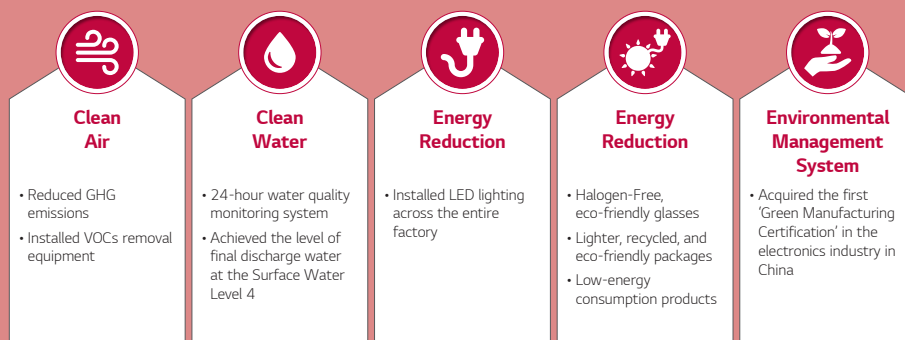 Clean
Air
• Reduced GHG
emissions
• Installed VOCs removal
equipment
Clean
Water
• 24-hour water quality
monitoring system
• Achieved the level of
final discharge water
at the Surface Water
Level 4
Energy
Reduction
• Installed LED lighting
across the entire
factory
Energy
Reduction
• Halogen-Free,
eco-friendly glasses
• Lighter, recycled, and
eco-friendly packages
• Low-energy
consumption products
Environmental
Management
System
• Acquired the first
‘Green Manufacturing
Certification’ in the
electronics industry in
China